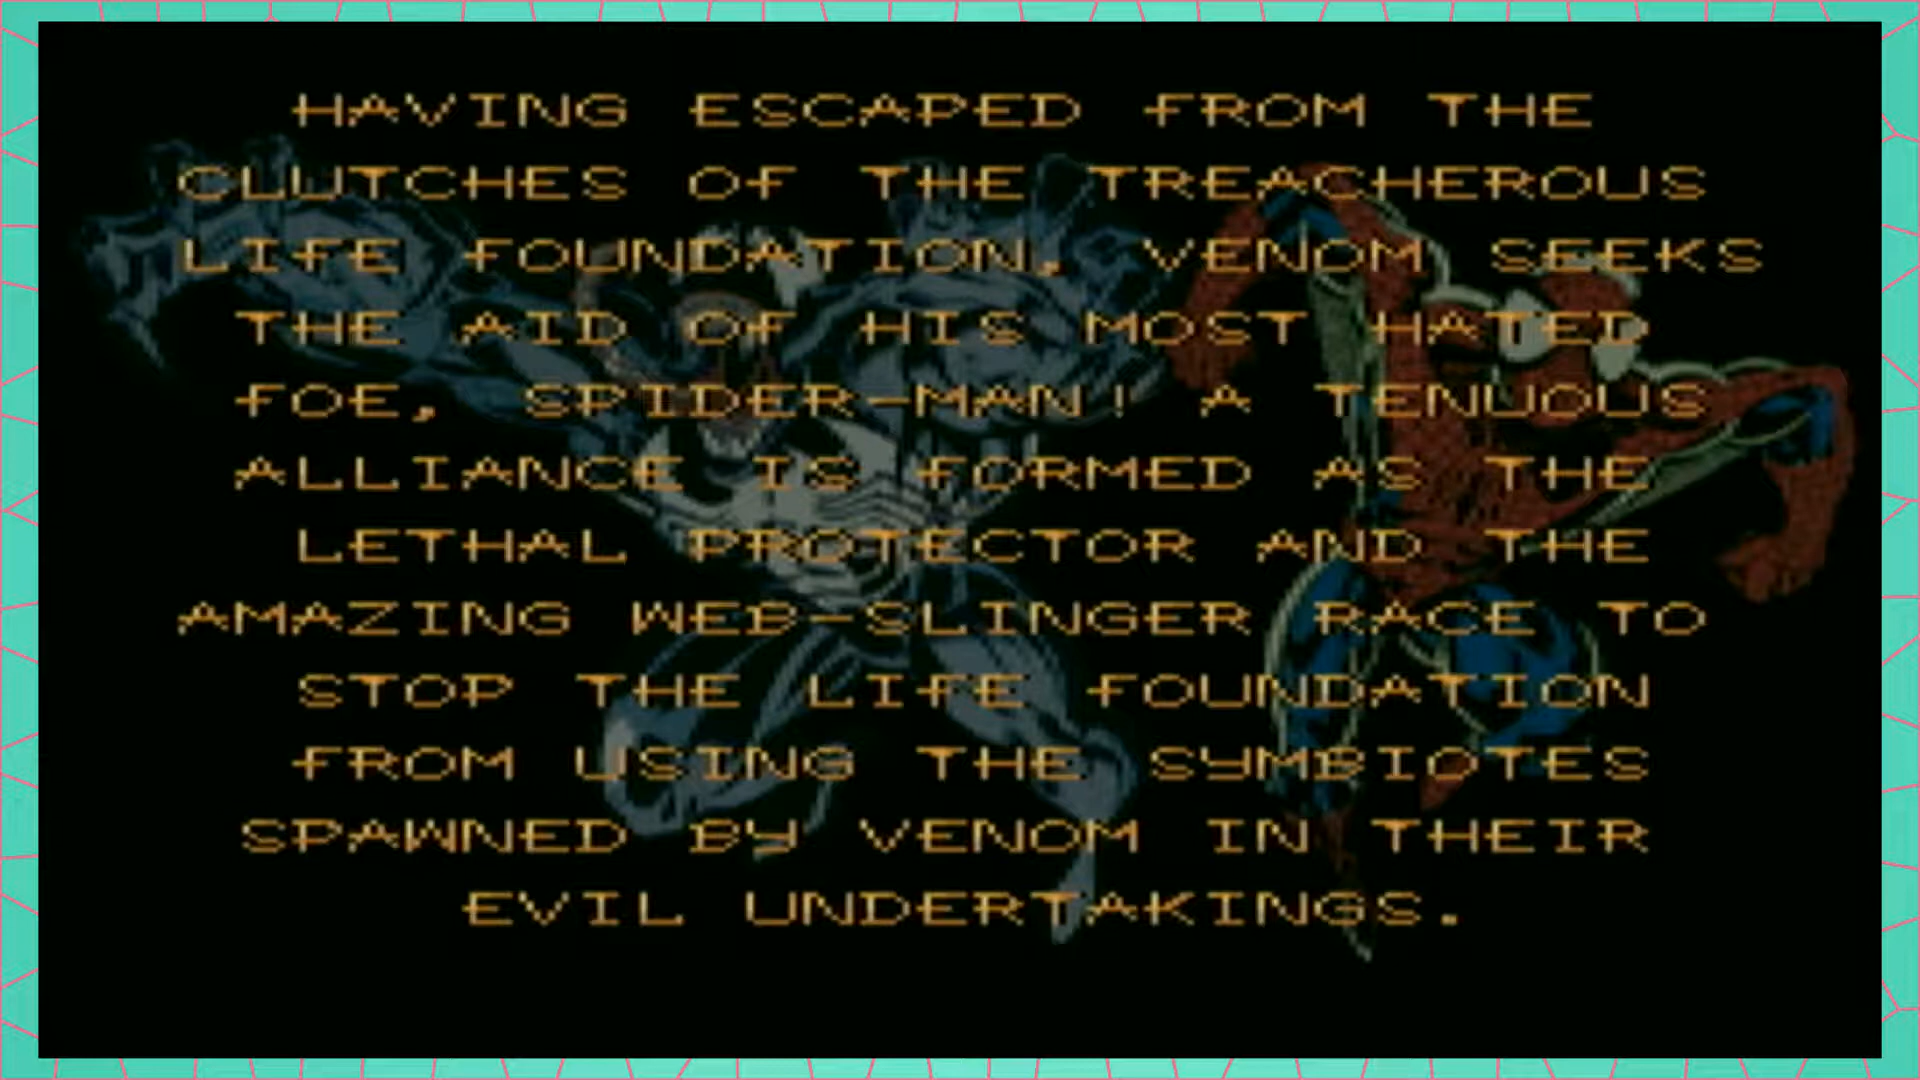 HAVING ESCAPED FROM THE
CLUTCHES OF THE TREACHEROUS
LIFE FOUNDATION, VENOM SEEKS
THE AID OF HIS MOST HATED
FOE, SPIDER-MAN! A TENUOUS
ALLIANCE IS FORMED AS THE
LETHAL PROTECTOR AND THE
AMAZING WEB-SLINGER RACE TO
STOP THE LIFE FOUNDATION
FROM USING THE SYMBIOTES
SPAWNED BY VENOM IN THEIR
EVIL UNDERTAKINGS.